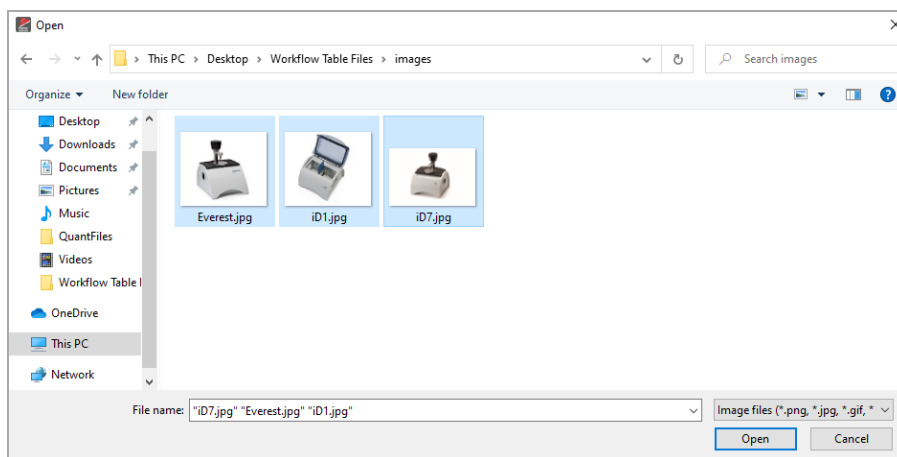 Open
This PC > Desktop > Workflow Table Files > images
Search images
Organize
New folder
Desktop
Downloads
Documents
Pictures
Music
QuantFiles
Videos
Workflow Table
OneDrive
This PC
Network
Everest.jpg
iD1.jpg
iD7.jpg
File name: "iD7.jpg" "Everest.jpg" "iD1.jpg"
Image files (*.png, *.jpg, *.gif, *
Open
Cancel